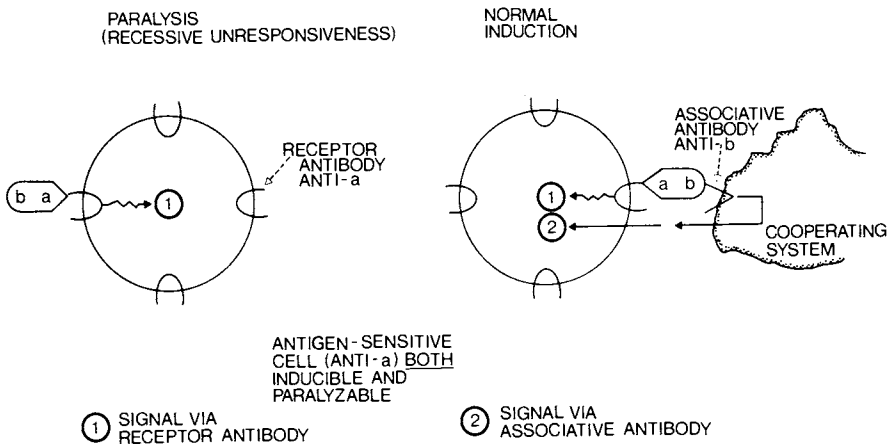 PARALYSIS
(RECESSIVE UNRESPONSIVENESS)
NORMAL
INDUCTION
RECEPTOR
ANTIBODY
ANTI-a
b a
1
ASSOCIATIVE
ANTIBODY
ANTI-b
a b
1
2
COOPERATING
SYSTEM
ANTIGEN-SENSITIVE
CELL (ANTI-a) BOTH
INDUCIBLE AND
PARALYZABLE
1 SIGNAL VIA
RECEPTOR ANTIBODY
2 SIGNAL VIA
ASSOCIATIVE ANTIBODY